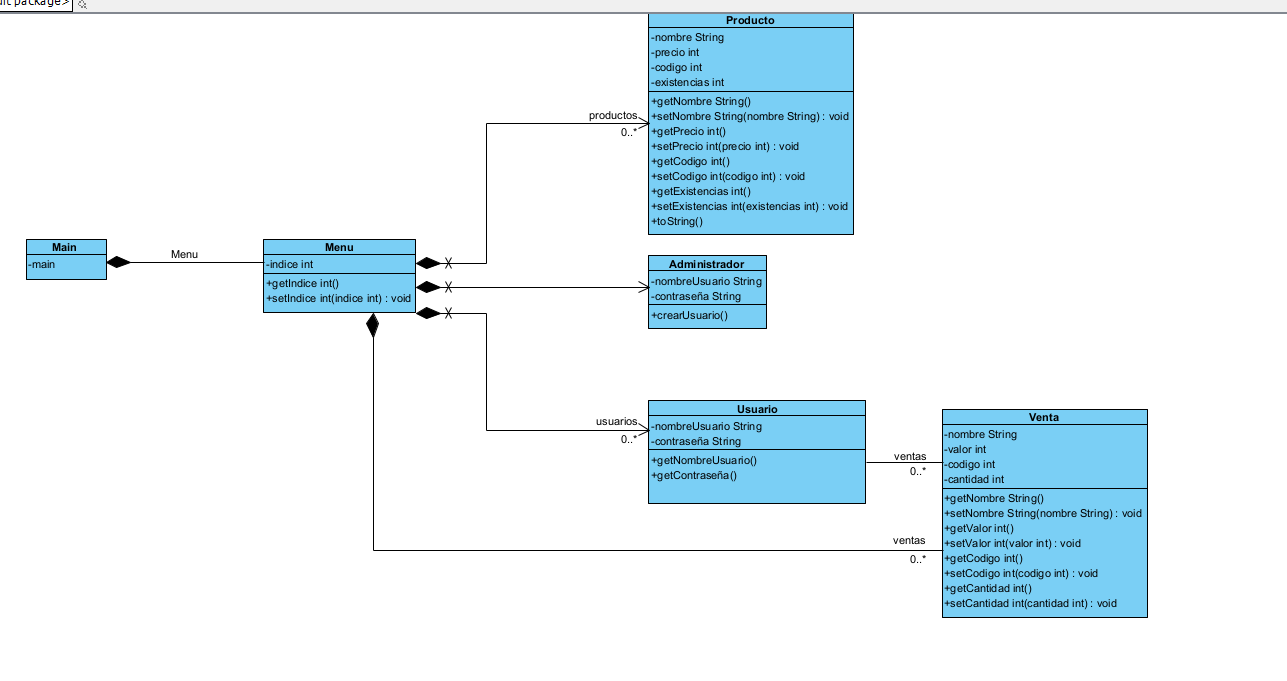 Producto
-nombre String
-precio int
-codigo int
-existencias int
+getNombre String()
+setNombre String(nombre String) : void
+getPrecio int()
+setPrecio int(precio int) : void
+getCodigo int()
+setCodigo int(codigo int) : void
+getExistencias int()
+setExistencias int(existencias int) : void
+toString()
productos
0..*
Main
-main
Menu
Menu
-indice int
+getIndice int()
+setIndice int(indice int) : void
Administrador
-nombreUsuario String
-contraseña String
+crearUsuario()
usuarios
0..*
Usuario
-nombreUsuario String
-contraseña String
+getNombreUsuario()
+getContraseña()
ventas
0..*
ventas
0..*
Venta
-nombre String
-valor int
-codigo int
-cantidad int
+getNombre String()
+setNombre String(nombre String) : void
+getValor int()
+setValor int(valor int) : void
+getCodigo int()
+setCodigo int(codigo int) : void
+getCantidad int()
+setCantidad int(cantidad int) : void